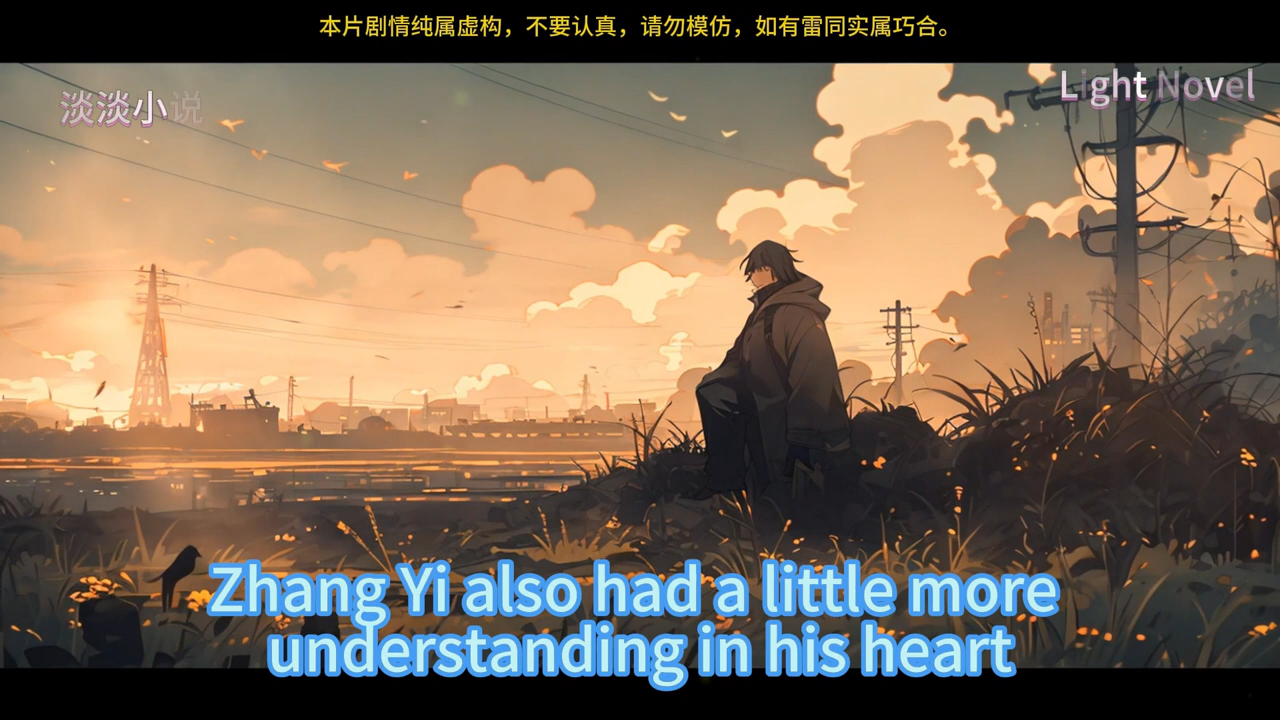 本片剧情纯属虚构，不要认真，请勿模仿，如有雷同实属巧合。
淡淡小说
Light Novel
Zhang Yi also had a little more
understanding in his heart